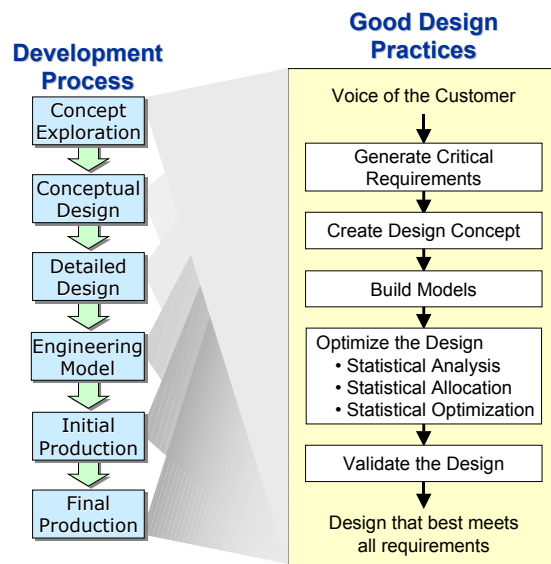 Development
Process
Concept
Exploration
Conceptual
Design
Detailed
Design
Engineering
Model
Initial
Production
Final
Production
Good Design
Practices
Voice of the Customer
Generate Critical
Requirements
Create Design Concept
Build Models
Optimize the Design
• Statistical Analysis
• Statistical Allocation
• Statistical Optimization
Validate the Design
Design that best meets
all requirements